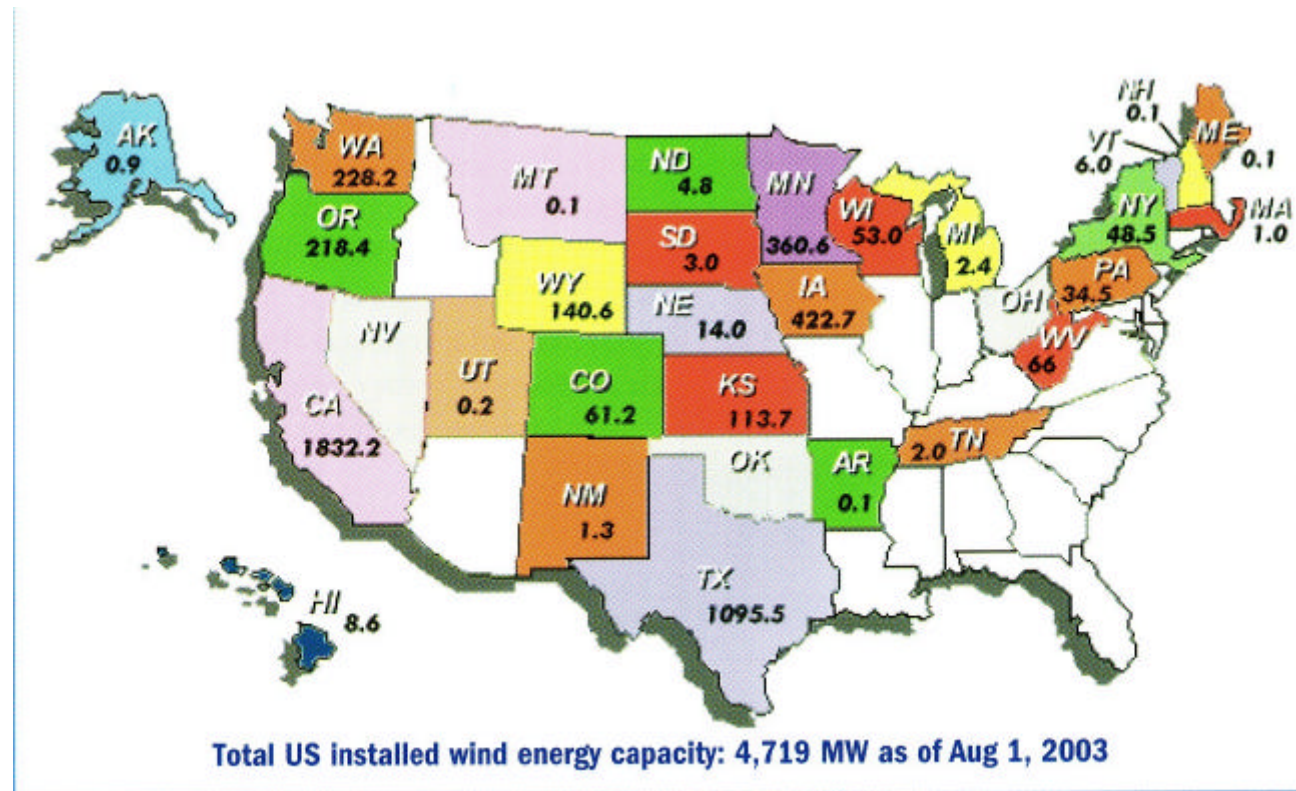 NH
0.1
AK
0.9
WA
228.2
MT
0.1
ND
4.8
MN
360.6
VT
6.0
ME
0.1
OR
218.4
SD
3.0
WI
53.0
MI
2.4
NY
48.5
MA
1.0
WY
140.6
NE
14.0
IA
422.7
OH
PA
34.5
NV
UT
0.2
CO
61.2
KS
113.7
WV
66
CA
1832.2
OK
AR
0.1
2.0 TN
NM
1.3
TX
1095.5
HI
8.6
Total US installed wind energy capacity: 4,719 MW as of Aug 1, 2003